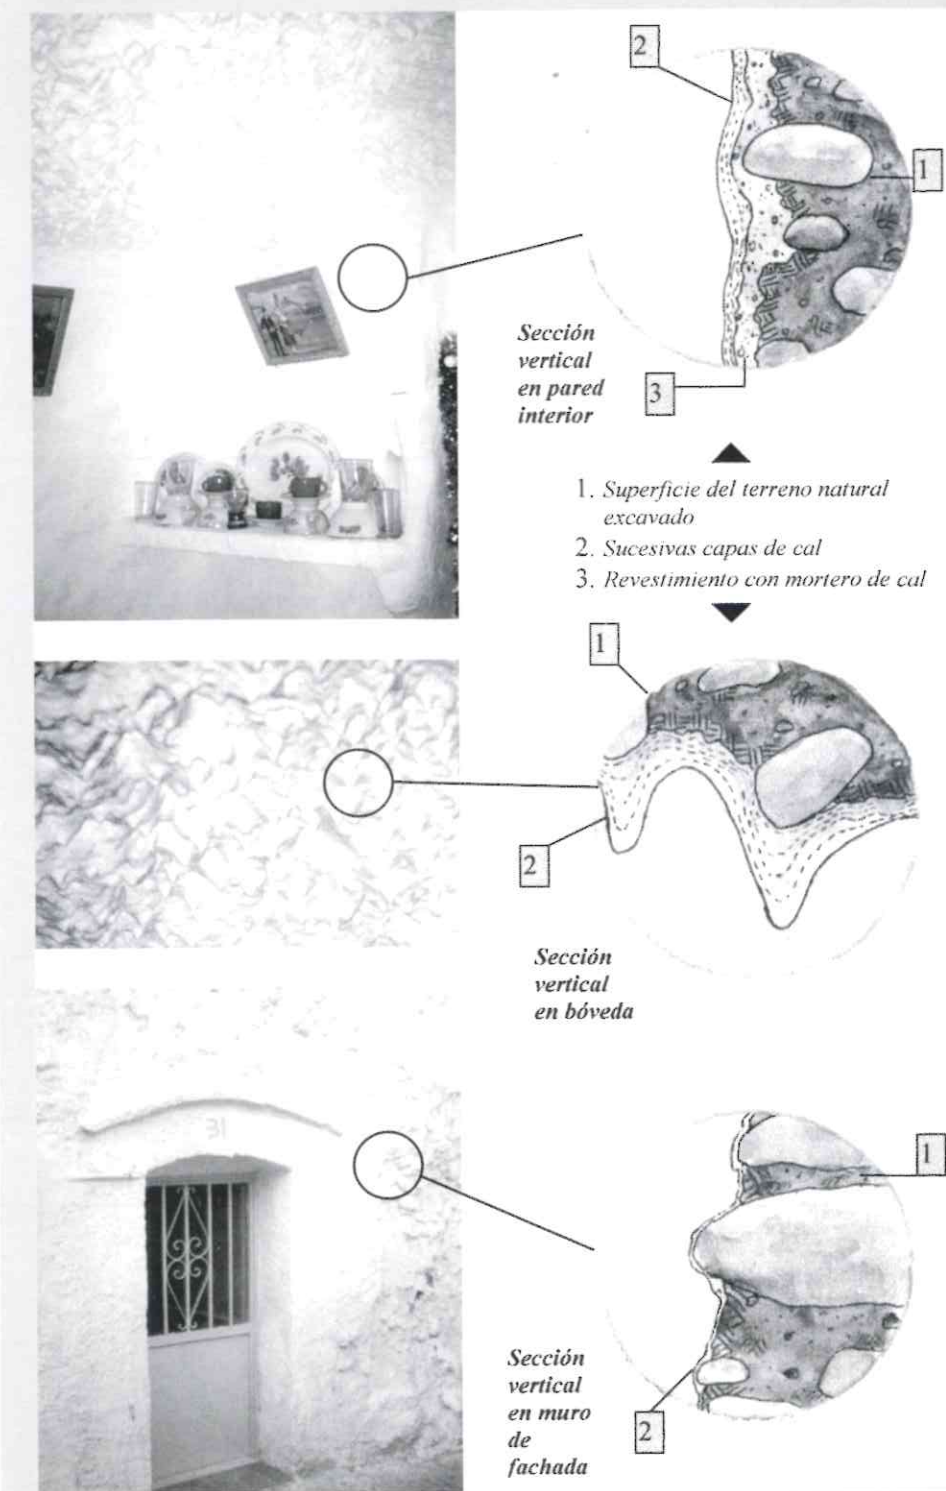 2
1
Sección
vertical
en pared
interior
3
1. Superficie del terreno natural
excavado
2. Sucesivas capas de cal
3. Revestimiento con mortero de cal
1
2
Sección
vertical
en bóveda
31
1
Sección
vertical
en muro
de
fachada
2